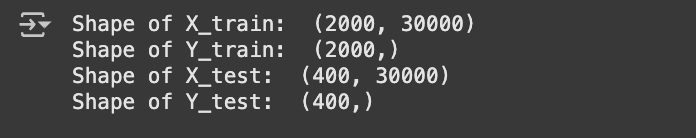 Shape of X_train:  (2000, 30000)
Shape of Y_train:  (2000,)
Shape of X_test:  (400, 30000)
Shape of Y_test:  (400,)